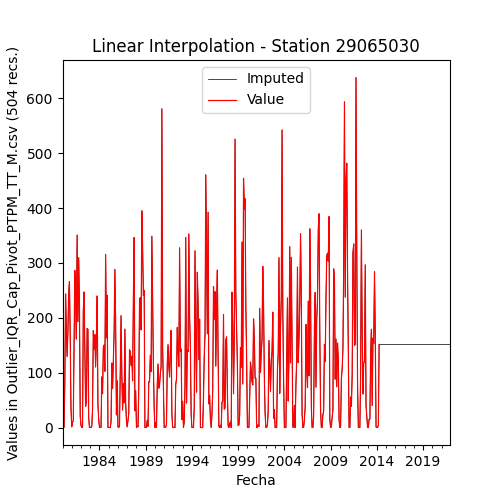 Linear Interpolation - Station 29065030
Imputed
Value
Values in Outlier_IQR_Cap_Pivot_PTPM_TT_M.csv (504 recs.)
600
500
400
300
200
100
0
1984 1989 1994 1999 2004 2009 2014 2019
Fecha